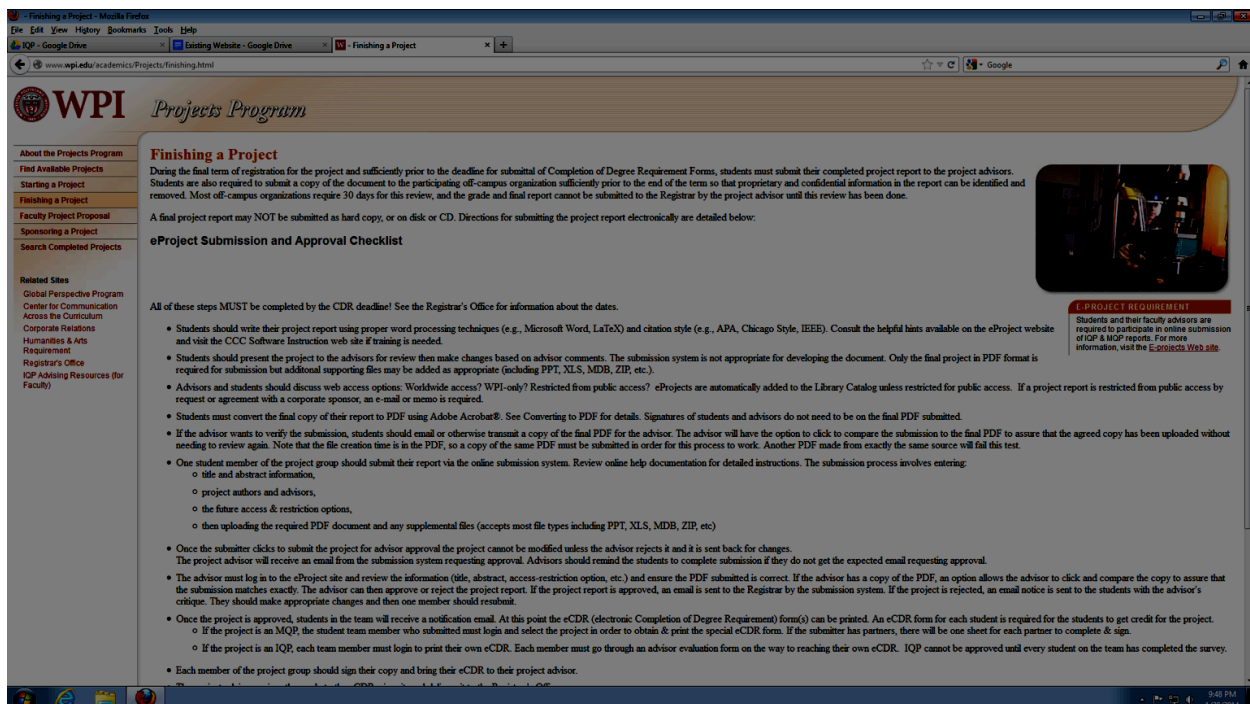 - Finishing a Project - Mozilla Firefox
File Edit View History Bookmarks Tools Help
IQP - Google Drive
Existing Website - Google Drive
- Finishing a Project
www.wpi.edu/academics/Projects/finishing.html
Google
WPI
Projects Program
About the Projects Program
Find Available Projects
Starting a Project
Finishing a Project
Faculty Project Proposal
Sponsoring a Project
Search Completed Projects
Related Sites
Global Perspective Program
Center for Communication
Across the Curriculum
Corporate Relations
Humanities & Arts
Requirement
Registrar's Office
IQP Advising Resources (for
Faculty)
Finishing a Project
During the final term of registration for the project and sufficiently prior to the deadline for submittal of Completion of Degree Requirement Forms, students must submit their completed project report to the project advisors.
Students are also required to submit a copy of the document to the participating off-campus organization sufficiently prior to the end of the term so that proprietary and confidential information in the report can be identified and
removed. Most off-campus organizations require 30 days for this review, and the grade and final report cannot be submitted to the Registrar by the project advisor until this review has been done.
A final project report may NOT be submitted as hard copy, or on disk or CD. Directions for submitting the project report electronically are detailed below:
eProject Submission and Approval Checklist
E-PROJECT REQUIREMENT
Students and their faculty advisors are
required to participate in online submission
of IQP & MQP reports. For more
information, visit the E-projects Web site.
All of these steps MUST be completed by the CDR deadline! See the Registrar's Office for information about the dates.
• Students should write their project report using proper word processing techniques (e.g., Microsoft Word, LaTeX) and citation style (e.g., APA, Chicago Style, IEEE). Consult the helpful hints available on the eProject website
and visit the CCC Software Instruction web site if training is needed.
• Students should present the project to the advisors for review then make changes based on advisor comments. The submission system is not appropriate for developing the document. Only the final project in PDF format is
required for submission but additonal supporting files may be added as appropriate (including PPT, XLS, MDB, ZIP, etc.).
• Advisors and students should discuss web access options: Worldwide access? WPI-only? Restricted from public access? eProjects are automatically added to the Library Catalog unless restricted for public access. If a project
report is restricted from public access by
request or agreement with a corporate sponsor, an e-mail or memo is required.
• Students must convert the final copy of their report to PDF using Adobe Acrobat®. See Converting to PDF for details. Signatures of students and advisors do not need to be on the final PDF submitted.
• If the advisor wants to verify the submission, students should email or otherwise transmit a copy of the final PDF for the advisor. The advisor will have the option to click to compare the submission to the final PDF to assure that the agreed copy has been uploaded without
needing to review again. Note that the file creation time is in the PDF, so a copy of the same PDF must be submitted in order for this process to work. Another PDF made from exactly the same source will fail this test.
• One student member of the project group should submit their report via the online submission system. Review online help documentation for detailed instructions. The submission process involves entering:
o title and abstract information,
o project authors and advisors,
o the future access & restriction options,
o then uploading the required PDF document and any supplemental files (accepts most file types including PPT, XLS, MDB, ZIP, etc)
• Once the submitter clicks to submit the project for advisor approval the project cannot be modified unless the advisor rejects it and it is sent back for changes.
The project advisor will receive an email from the submission system requesting approval. Advisors should remind the students to complete submission if they do not get the expected email requesting approval.
• The advisor must log in to the eProject site and review the information (title, abstract, access-restriction option, etc.) and ensure the PDF submitted is correct. If the advisor has a copy of the PDF, an option allows the advisor to click and compare the copy to assure that
the submission matches exactly. The advisor can then approve or reject the project report. If the project report is approved, an email is sent to the Registrar by the submission system. If the project is rejected, an email notice is sent to the students with the advisor's
critique. They should make appropriate changes and then one member should resubmit.
• Once the project is approved, students in the team will receive a notification email. At this point the eCDR (electronic Completion of Degree Requirement) form(s) can be printed. An eCDR form for each student is required for the students to get credit for the project.
o If the project is an MQP, the student team member who submitted must login and select the project in order to obtain & print the special eCDR form. If the submitter has partners, there will be one sheet for each partner to complete & sign.
o If the project is an IQP, each team member must login to print their own eCDR. Each member must go through an advisor evaluation form on the way to reaching their own eCDR. IQP cannot be approved until every student on the team has completed the survey.
• Each member of the project group should sign their copy and bring their eCDR to their project advisor.
9:48 PM